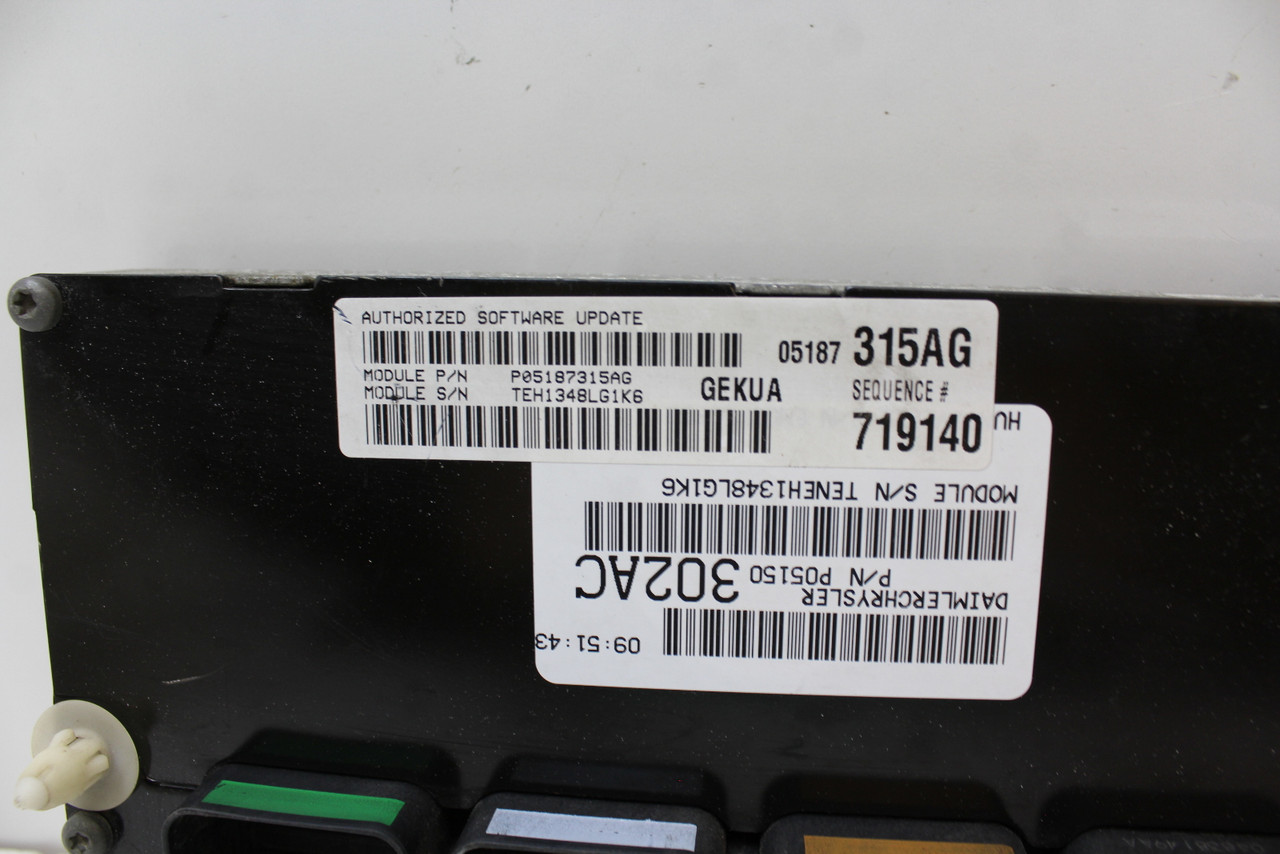 AUTHORIZED SOFTWARE UPDATE
05187 315AG
MODULE P/N P05187315AG
MODULE S/N TEH1348LG1K6
GEKUA
SEQUENCE #
719140
HU
MODULE S/N TENEH1348LG1K6
DAIMLERCHRYSLER
P/N P05150 302AC
09:51:43